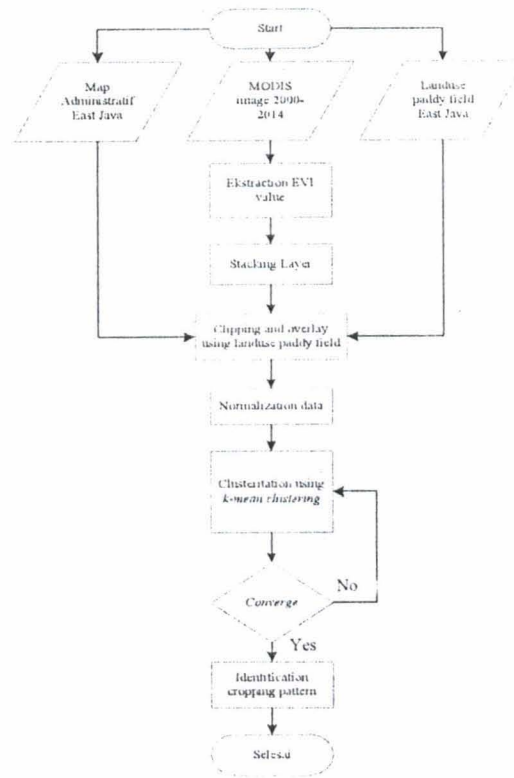 Start
Map
Administratif
East Java
MODIS
image 2000-
2014
Landuse
paddy field
East Java
Ekstraction EVI
value
Stacking Layer
Clipping and overlay
using landuse paddy field
Normalization data
Clusteritation using
k-mean clustering
Converge
No
Yes
Identification
cropping pattern
Selesai